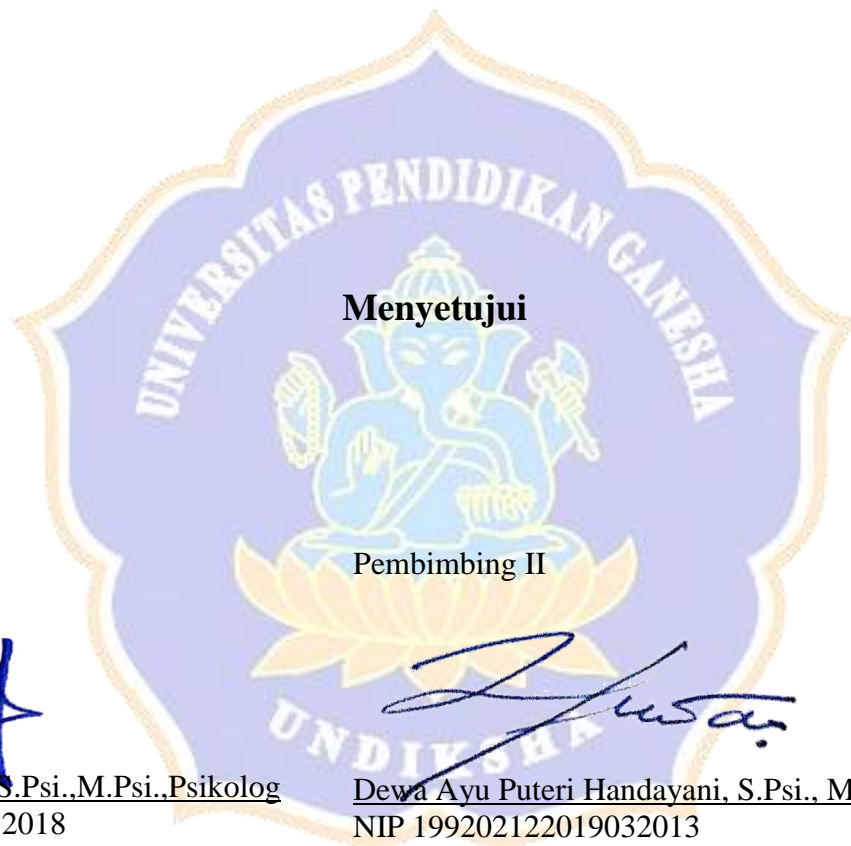 UNIVERSITAS PENDIDIKAN GANESHA
Menyetujui
Pembimbing II
UNDIKSHA
S.Psi.,M.Psi.,Psikolog
2018
Dewa Ayu Puteri Handayani, S.Psi., M
NIP 199202122019032013